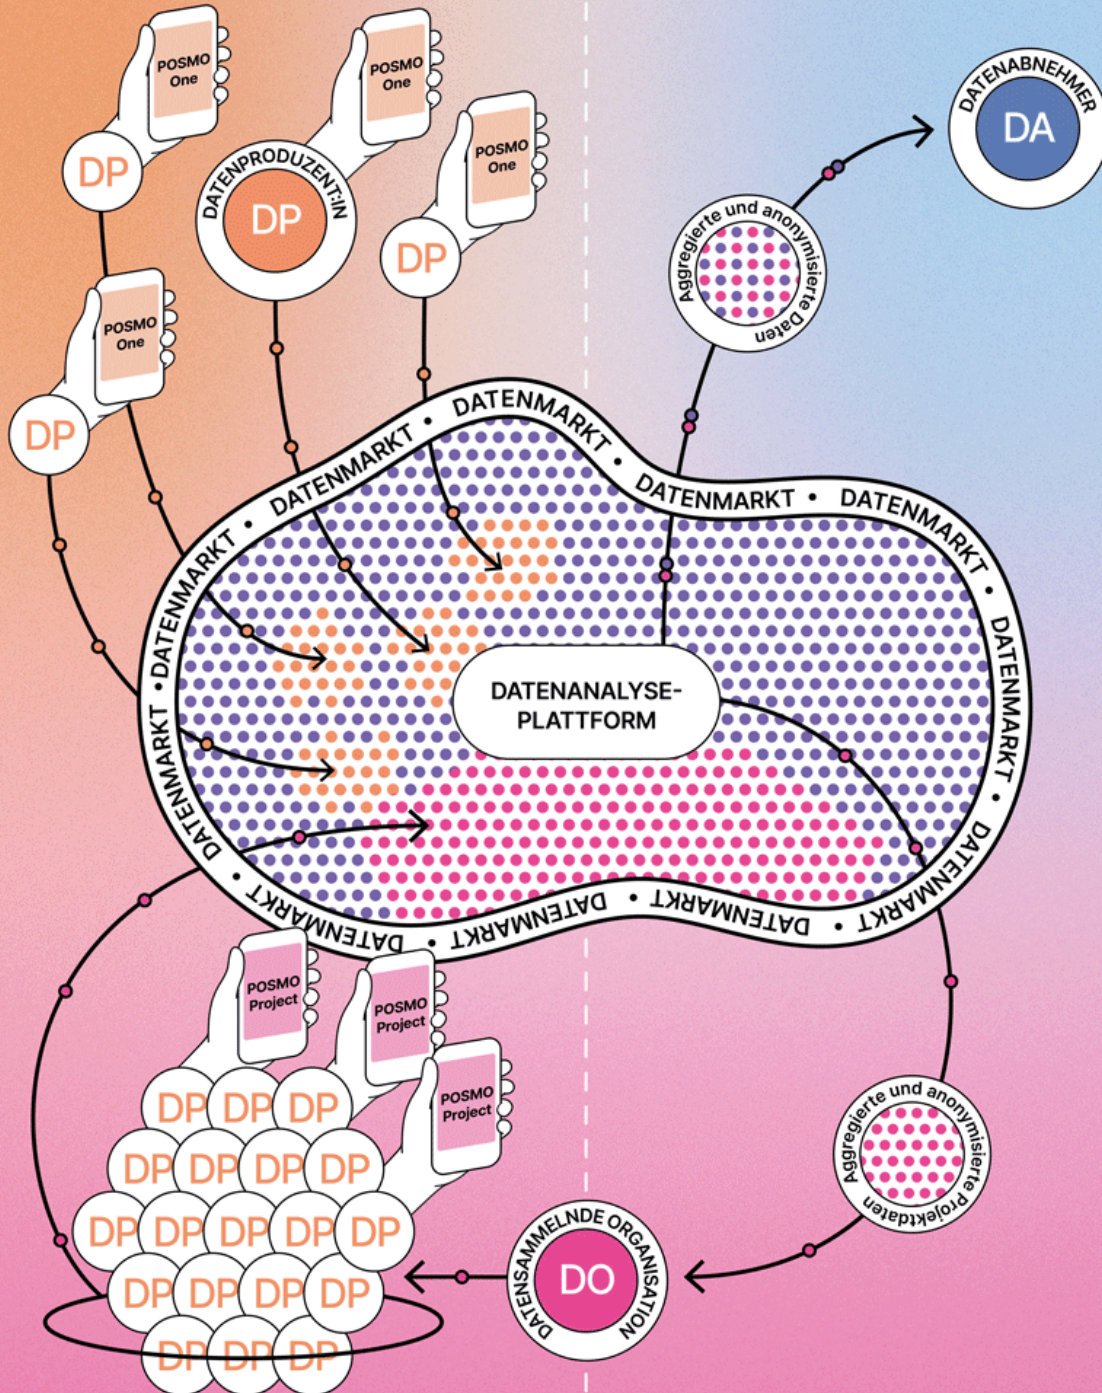 POSMO
One
POSMO
One
POSMO
One
DP
DATENPRODUZENT:IN
DP
DP
POSMO
One
DP
DATENABNEHMER
DA
Aggregierte und anonymisierte Daten
DATENMARKT • DATENMARKT • DATENMARKT • DATENMARKT • DATENMARKT • DATENMARKT • DATENMARKT • DATENMARKT • DATENMARKT • DATENMARKT • DATENMARKT • DATENMARKT •
DATENANALYSE-
PLATTFORM
POSMO
Project
POSMO
Project
POSMO
Project
DP DP DP
DP DP DP DP
DP DP DP DP DP
DP DP DP DP
DP DP DP
Aggregierte und anonymisierte Projektdaten
DATENSAMMELNDE ORGANISATION
DO